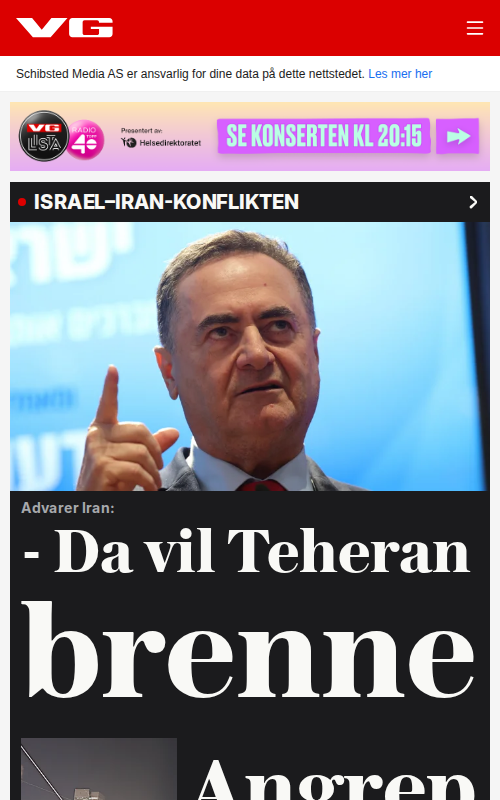 VG
Schibsted Media AS er ansvarlig for dine data på dette nettstedet. Les mer her
VG
LISTA
RADIO
TOPP
40
Presentert av:
Helsedirektoratet
SE KONSERTEN KL 20:15
ISRAEL–IRAN-KONFLIKTEN
Advarer Iran:
- Da vil Teheran
brenne
Angrep